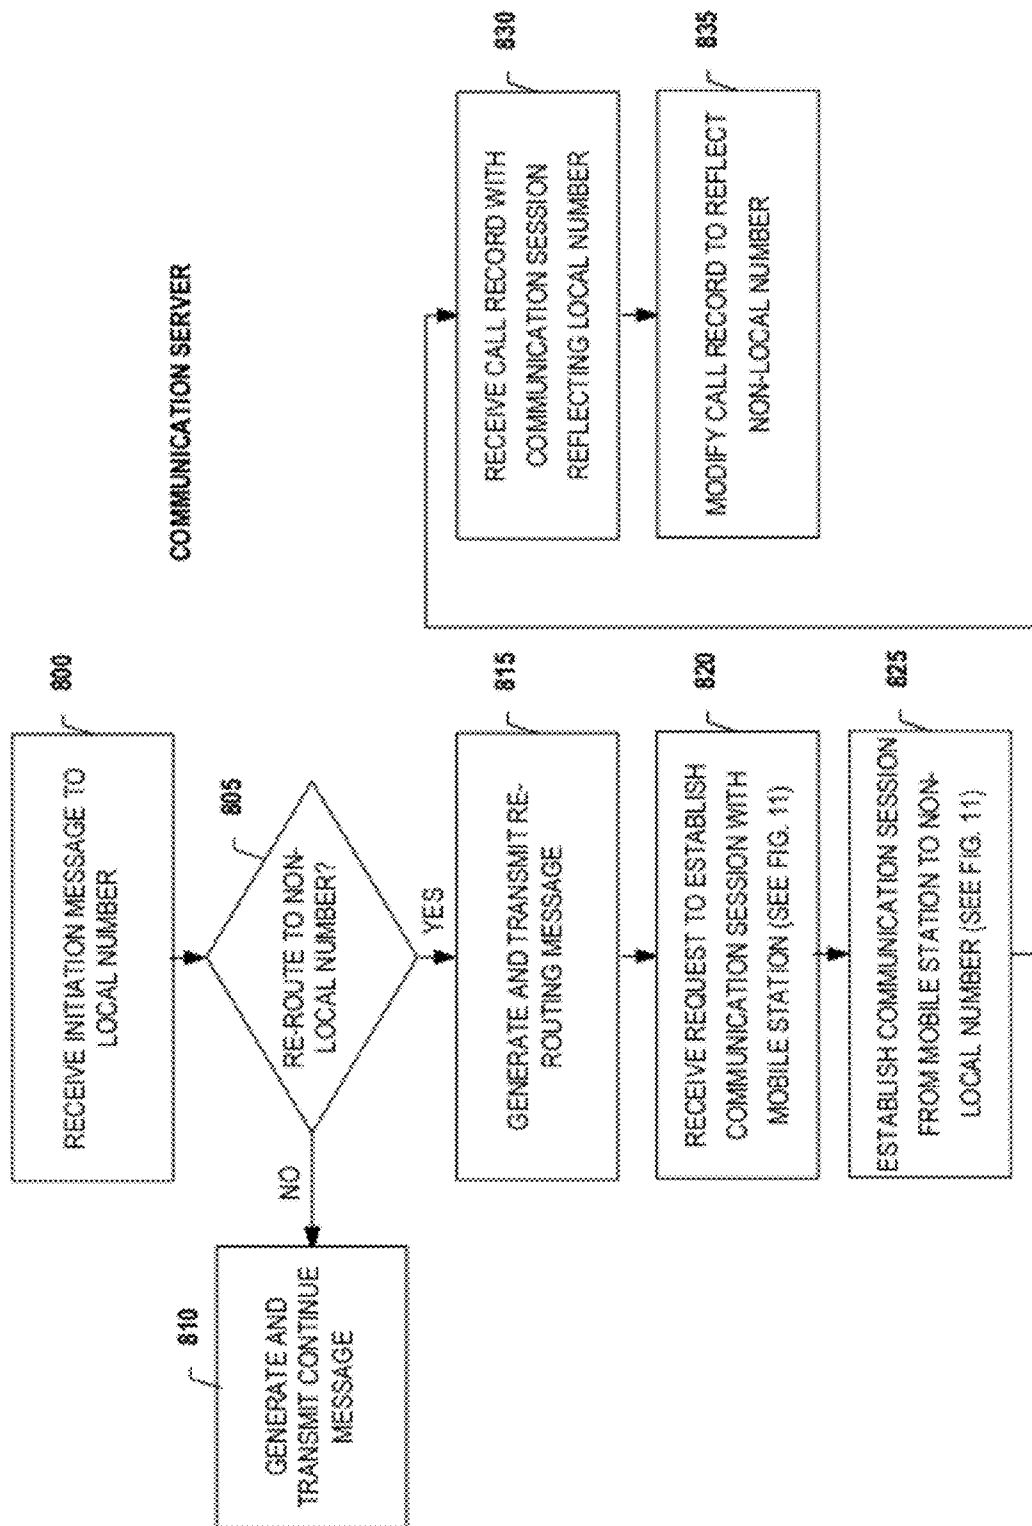 COMMUNICATION SERVER
800
RECEIVE INITIATION MESSAGE TO
LOCAL NUMBER
805
RE-ROUTE TO NON-
LOCAL NUMBER?
NO
YES
810
GENERATE AND
TRANSMIT CONTINUE
MESSAGE
815
GENERATE AND TRANSMIT RE-
ROUTING MESSAGE
820
RECEIVE REQUEST TO ESTABLISH
COMMUNICATION SESSION WITH
MOBILE STATION (SEE FIG. 11)
825
ESTABLISH COMMUNICATION SESSION
FROM MOBILE STATION TO NON-
LOCAL NUMBER (SEE FIG. 11)
830
RECEIVE CALL RECORD WITH
COMMUNICATION SESSION
REFLECTING LOCAL NUMBER
835
MODIFY CALL RECORD TO REFLECT
NON-LOCAL NUMBER